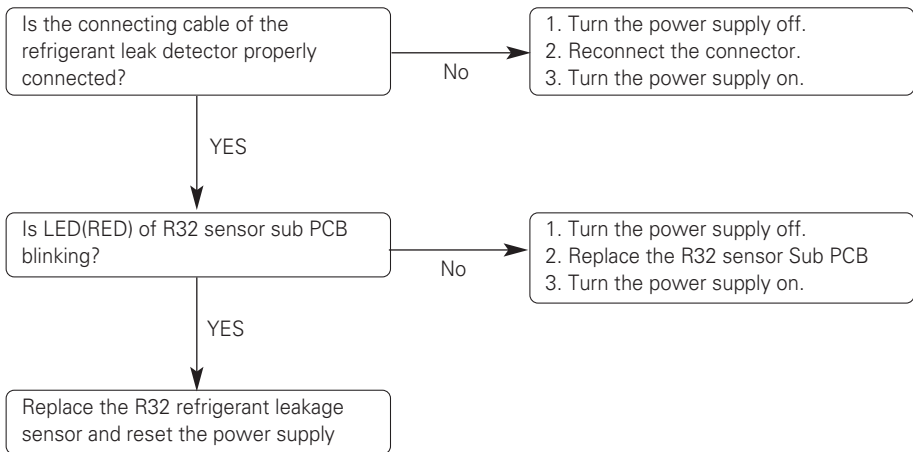 Is the connecting cable of the
refrigerant leak detector properly
connected?
No
1. Turn the power supply off.
2. Reconnect the connector.
3. Turn the power supply on.
YES
Is LED(RED) of R32 sensor sub PCB
blinking?
No
1. Turn the power supply off.
2. Replace the R32 sensor Sub PCB
3. Turn the power supply on.
YES
Replace the R32 refrigerant leakage
sensor and reset the power supply